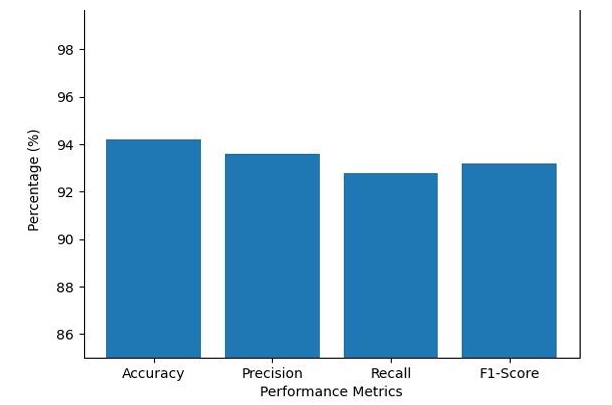 98
96
94
92
90
88
86
Percentage (%)
Accuracy Precision Recall F1-Score
Performance Metrics